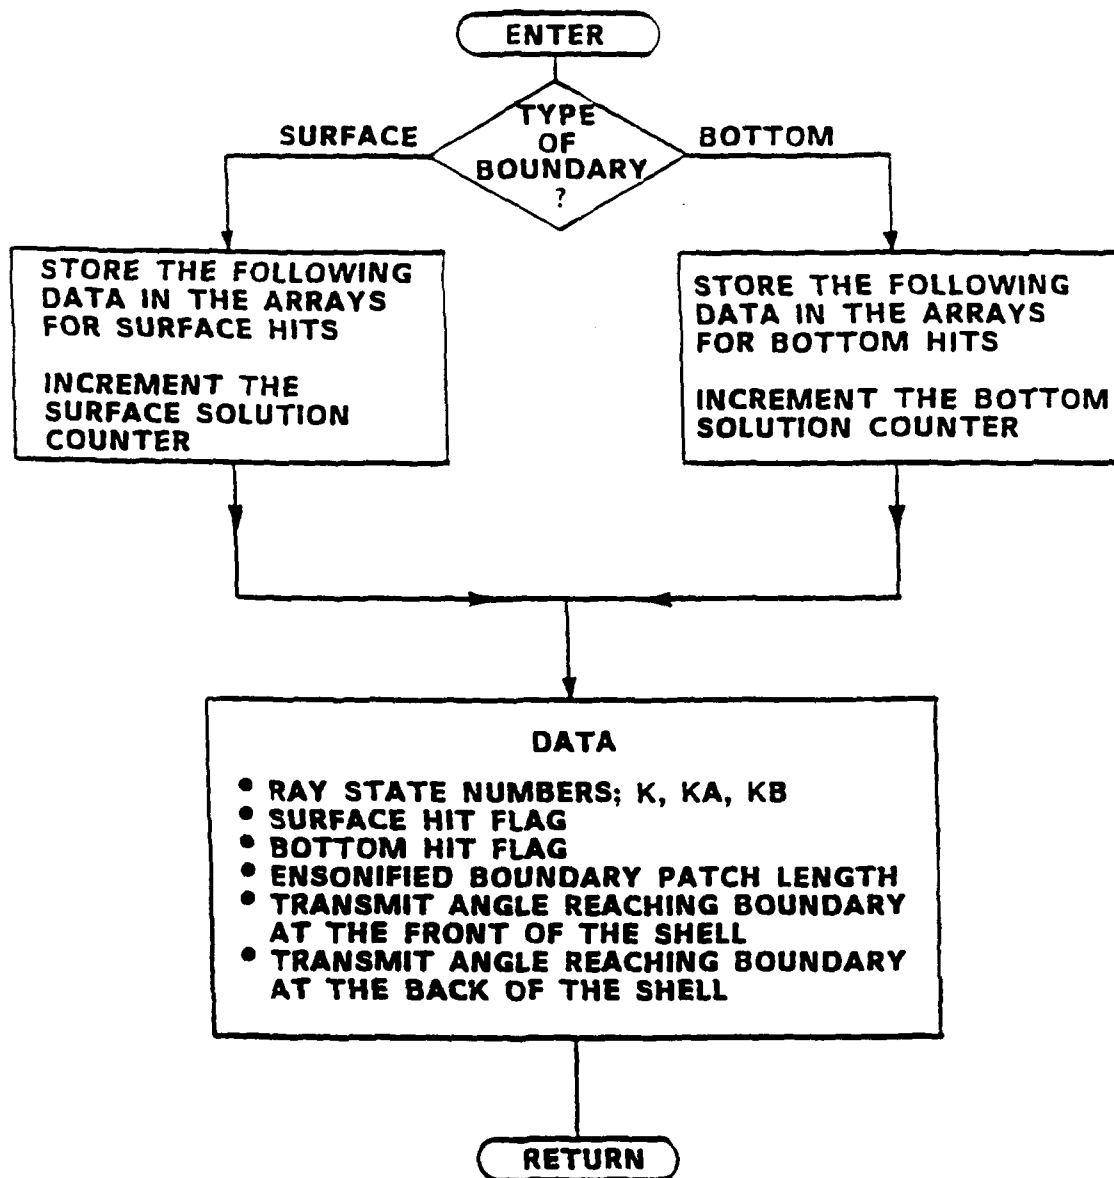 ENTER
TYPE
OF
BOUNDARY
?
SURFACE
BOTTOM
STORE THE FOLLOWING
DATA IN THE ARRAYS
FOR SURFACE HITS
INCREMENT THE
SURFACE SOLUTION
COUNTER
STORE THE FOLLOWING
DATA IN THE ARRAYS
FOR BOTTOM HITS
INCREMENT THE BOTTOM
SOLUTION COUNTER
DATA
• RAY STATE NUMBERS; K, KA, KB
• SURFACE HIT FLAG
• BOTTOM HIT FLAG
• ENSONIFIED BOUNDARY PATCH LENGTH
• TRANSMIT ANGLE REACHING BOUNDARY
AT THE FRONT OF THE SHELL
• TRANSMIT ANGLE REACHING BOUNDARY
AT THE BACK OF THE SHELL
RETURN